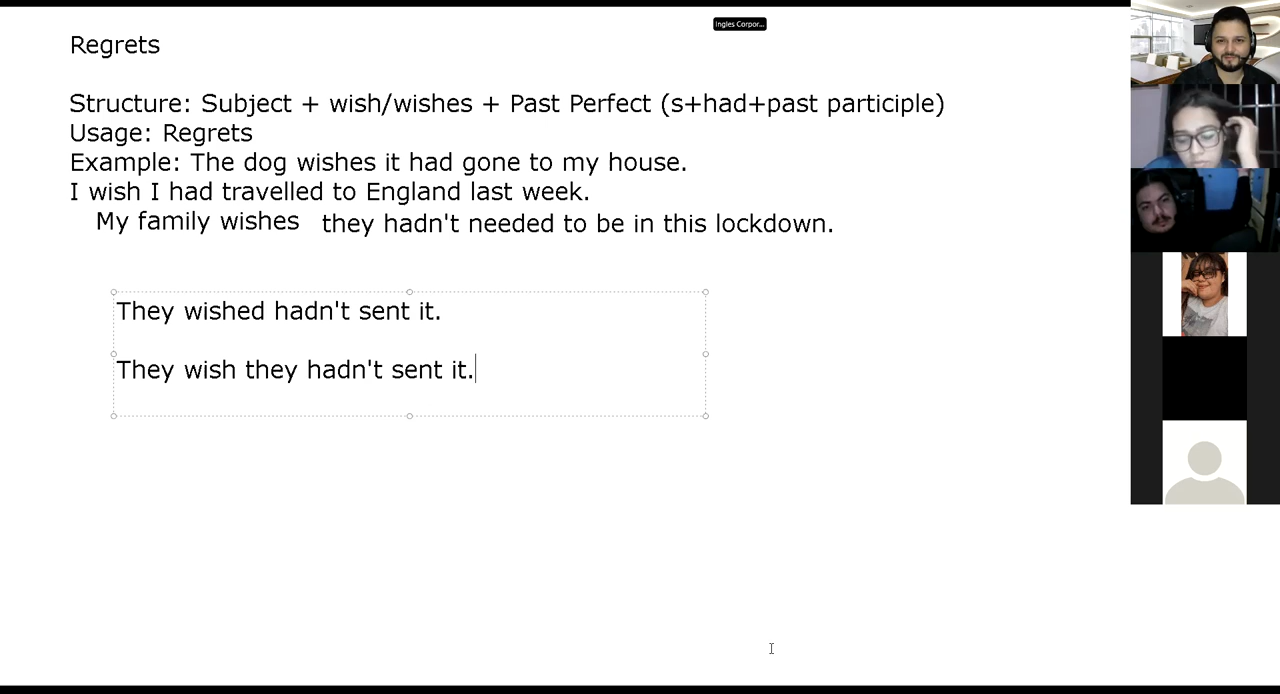 Ingles Corpor...
Regrets
Structure: Subject + wish/wishes + Past Perfect (s+had+past participle)
Usage: Regrets
Example: The dog wishes it had gone to my house.
I wish I had travelled to England last week.
My family wishes they hadn't needed to be in this lockdown.
They wished hadn't sent it.
They wish they hadn't sent it.